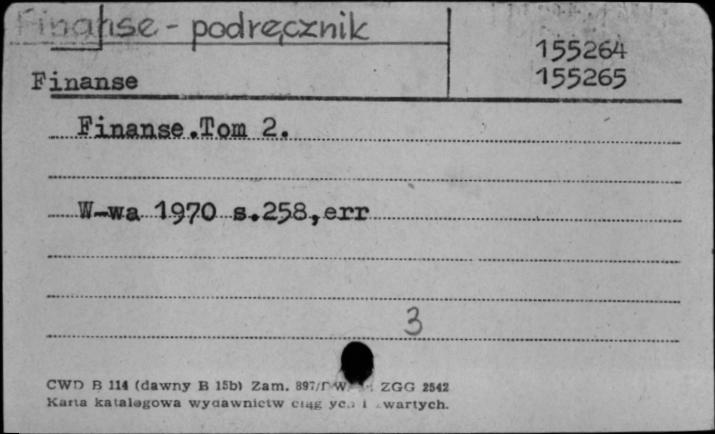 Finanse - podręcznik
155264
155265
Finanse
Finanse.Tom 2.
W-wa 1970 s.258,err
3
CWD B 114 (dawny B 15b) Zam. 897/ ZGG 2542
Karta katalogowa wydawnictw i wartych.